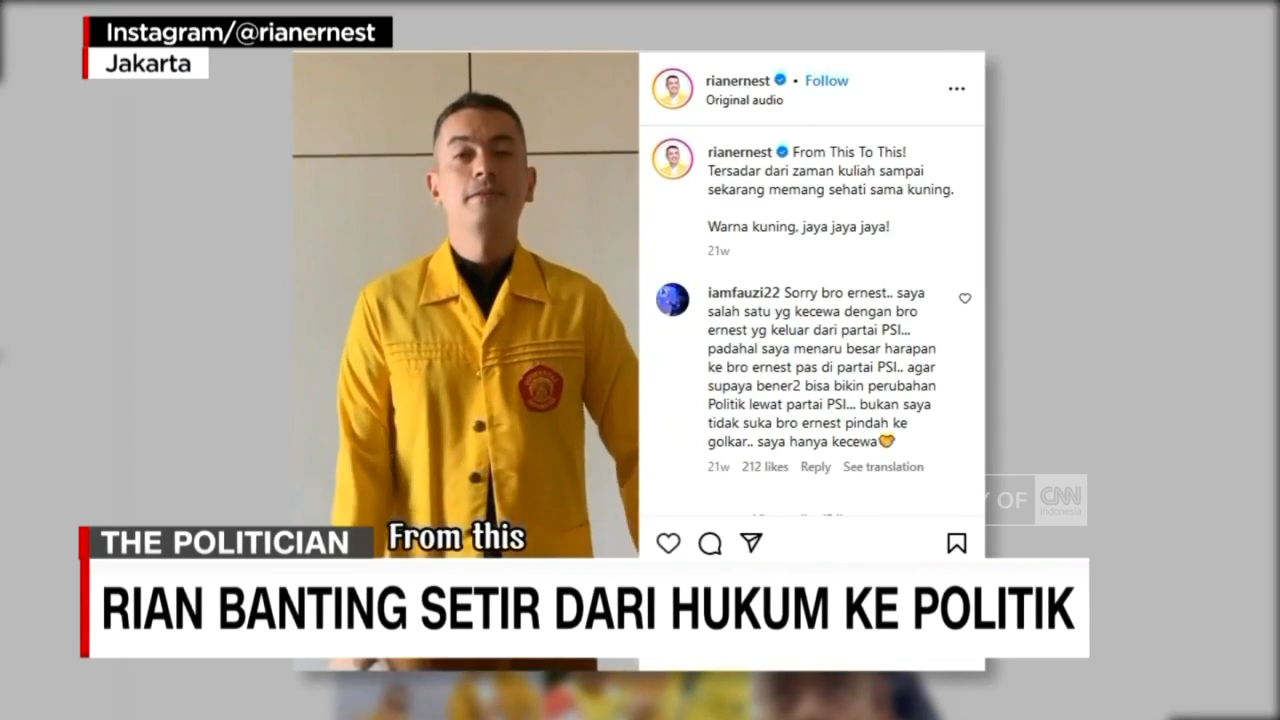 Instagram/@rianernest
Jakarta
rianernest • Follow
Original audio
...
rianernest From This To This!
Tersadar dari zaman kuliah sampai
sekarang memang sehati sama kuning.
Warna kuning, jaya jaya jaya!
21w
iamfauzi22 Sorry bro ernest.. saya
salah satu yg kecewa dengan bro
ernest yg keluar dari partai PSI...
padahal saya menaru besar harapan
ke bro ernest pas di partai PSI.. agar
supaya bener2 bisa bikin perubahan
Politik lewat partai PSI... bukan saya
tidak suka bro ernest pindah ke
golkar.. saya hanya kecewa
21w 212 likes Reply See translation
OF CNN
Indonesia
From this
THE POLITICIAN
RIAN BANTING SETIR DARI HUKUM KE POLITIK